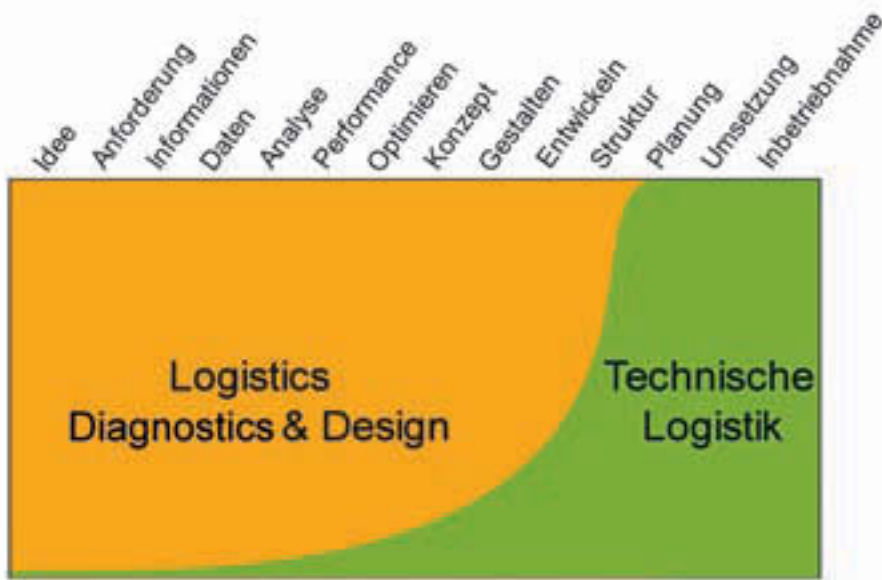 Idee
Anforderung
Informationen
Daten
Analyse
Performance
Optimieren
Konzept
Gestalten
Entwickeln
Struktur
Planung
Umsetzung
Inbetriebnahme
Logistics
Diagnostics & Design
Technische
Logistik